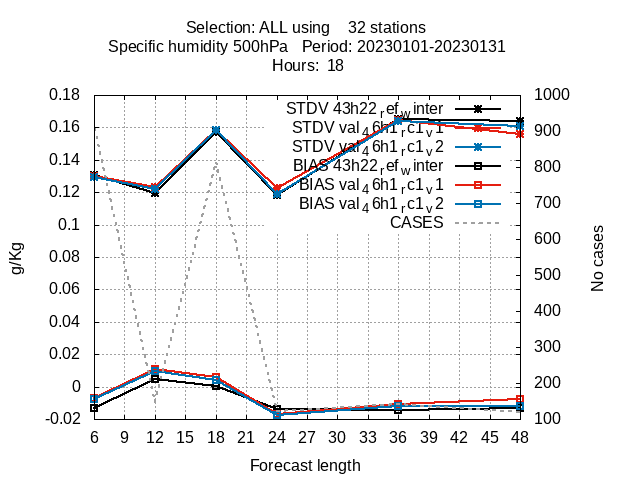 Selection: ALL using 32 stations
Specific humidity 500hPa Period: 20230101-20230131
Hours: 18
STDV 43h22_ref_winter
STDV val_46h1_rc1_v1
STDV val_46h1_rc1_v2
BIAS 43h22_ref_winter
BIAS val_46h1_rc1_v1
BIAS val_46h1_rc1_v2
CASES
0.18
0.16
0.14
0.12
0.1
0.08
0.06
0.04
0.02
0
-0.02
g/Kg
1000
900
800
700
600
500
400
300
200
100
No cases
6 9 12 15 18 21 24 27 30 33 36 39 42 45 48
Forecast length